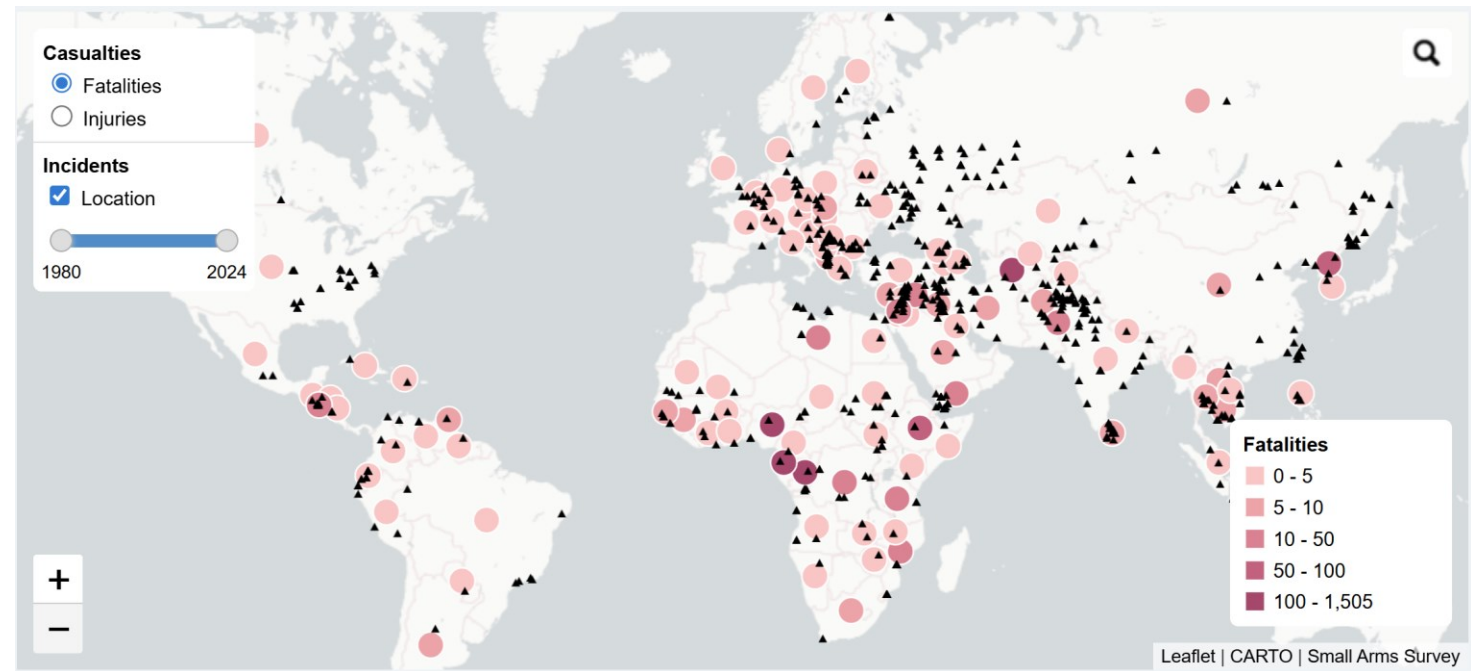 Casualties
Fatalities
Injuries
Incidents
Location
1980 2024
+
−
Fatalities
0 - 5
5 - 10
10 - 50
50 - 100
100 - 1,505
Leaflet | CARTO | Small Arms Survey